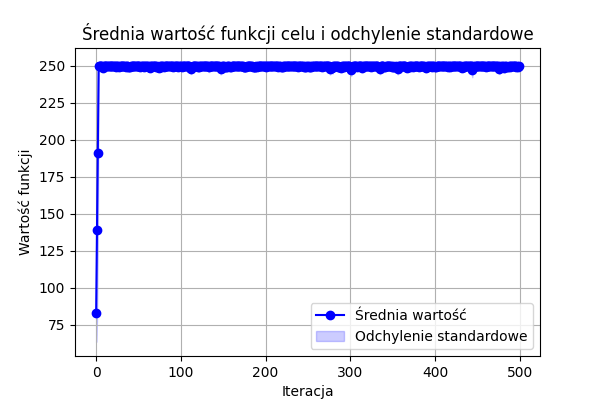 Średnia wartość funkcji celu i odchylenie standardowe
Wartość funkcji
250
225
200
175
150
125
100
75
0
100
200
300
400
500
Iteracja
Średnia wartość
Odchylenie standardowe